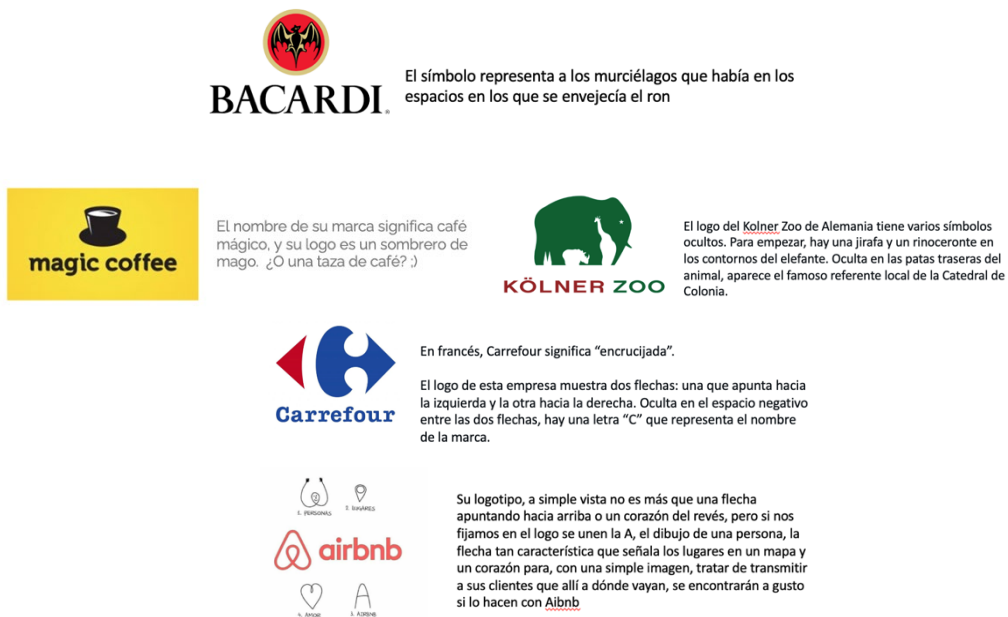 BACARDI®
El símbolo representa a los murciélagos que había en los
espacios en los que se envejecía el ron
magic coffee
El nombre de su marca significa café
mágico, y su logo es un sombrero de
mago. ¿O una taza de café? ;)
KÖLNER ZOO
El logo del Kolner Zoo de Alemania tiene varios símbolos
ocultos. Para empezar, hay una jirafa y un rinoceronte en
los contornos del elefante. Oculta en las patas traseras del
animal, aparece el famoso referente local de la Catedral de
Colonia.
Carrefour
En francés, Carrefour significa “encrucijada”.
El logo de esta empresa muestra dos flechas: una que apunta hacia
la izquierda y la otra hacia la derecha. Oculta en el espacio negativo
entre las dos flechas, hay una letra “C” que representa el nombre
de la marca.
1. PERSONAS
2. LUGARES
airbnb
3. AMOR
A
3. AIRBNB
Su logotipo, a simple vista no es más que una flecha
apuntando hacia arriba o un corazón del revés, pero si nos
fijamos en el logo se unen la A, el dibujo de una persona, la
flecha tan característica que señala los lugares en un mapa y
un corazón para, con una simple imagen, tratar de transmitir
a sus clientes que allí a dónde vayan, se encontrarán a gusto
si lo hacen con Aibnb